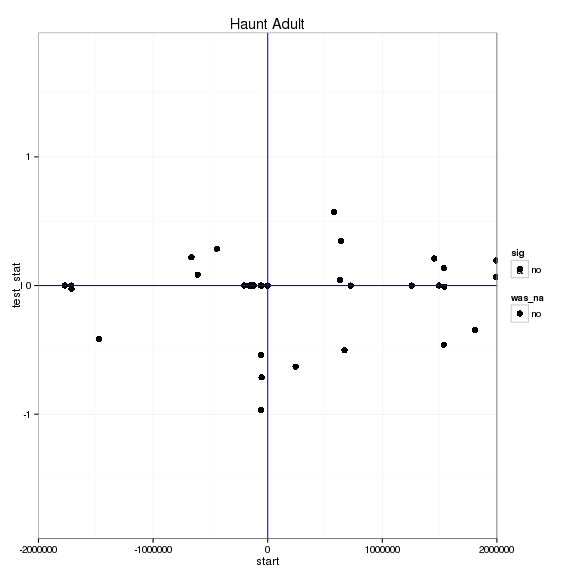 Haunt Adult
test_stat
1
0
-1
-2000000
-1000000
0
1000000
2000000
start
sig
a no
was_na
no